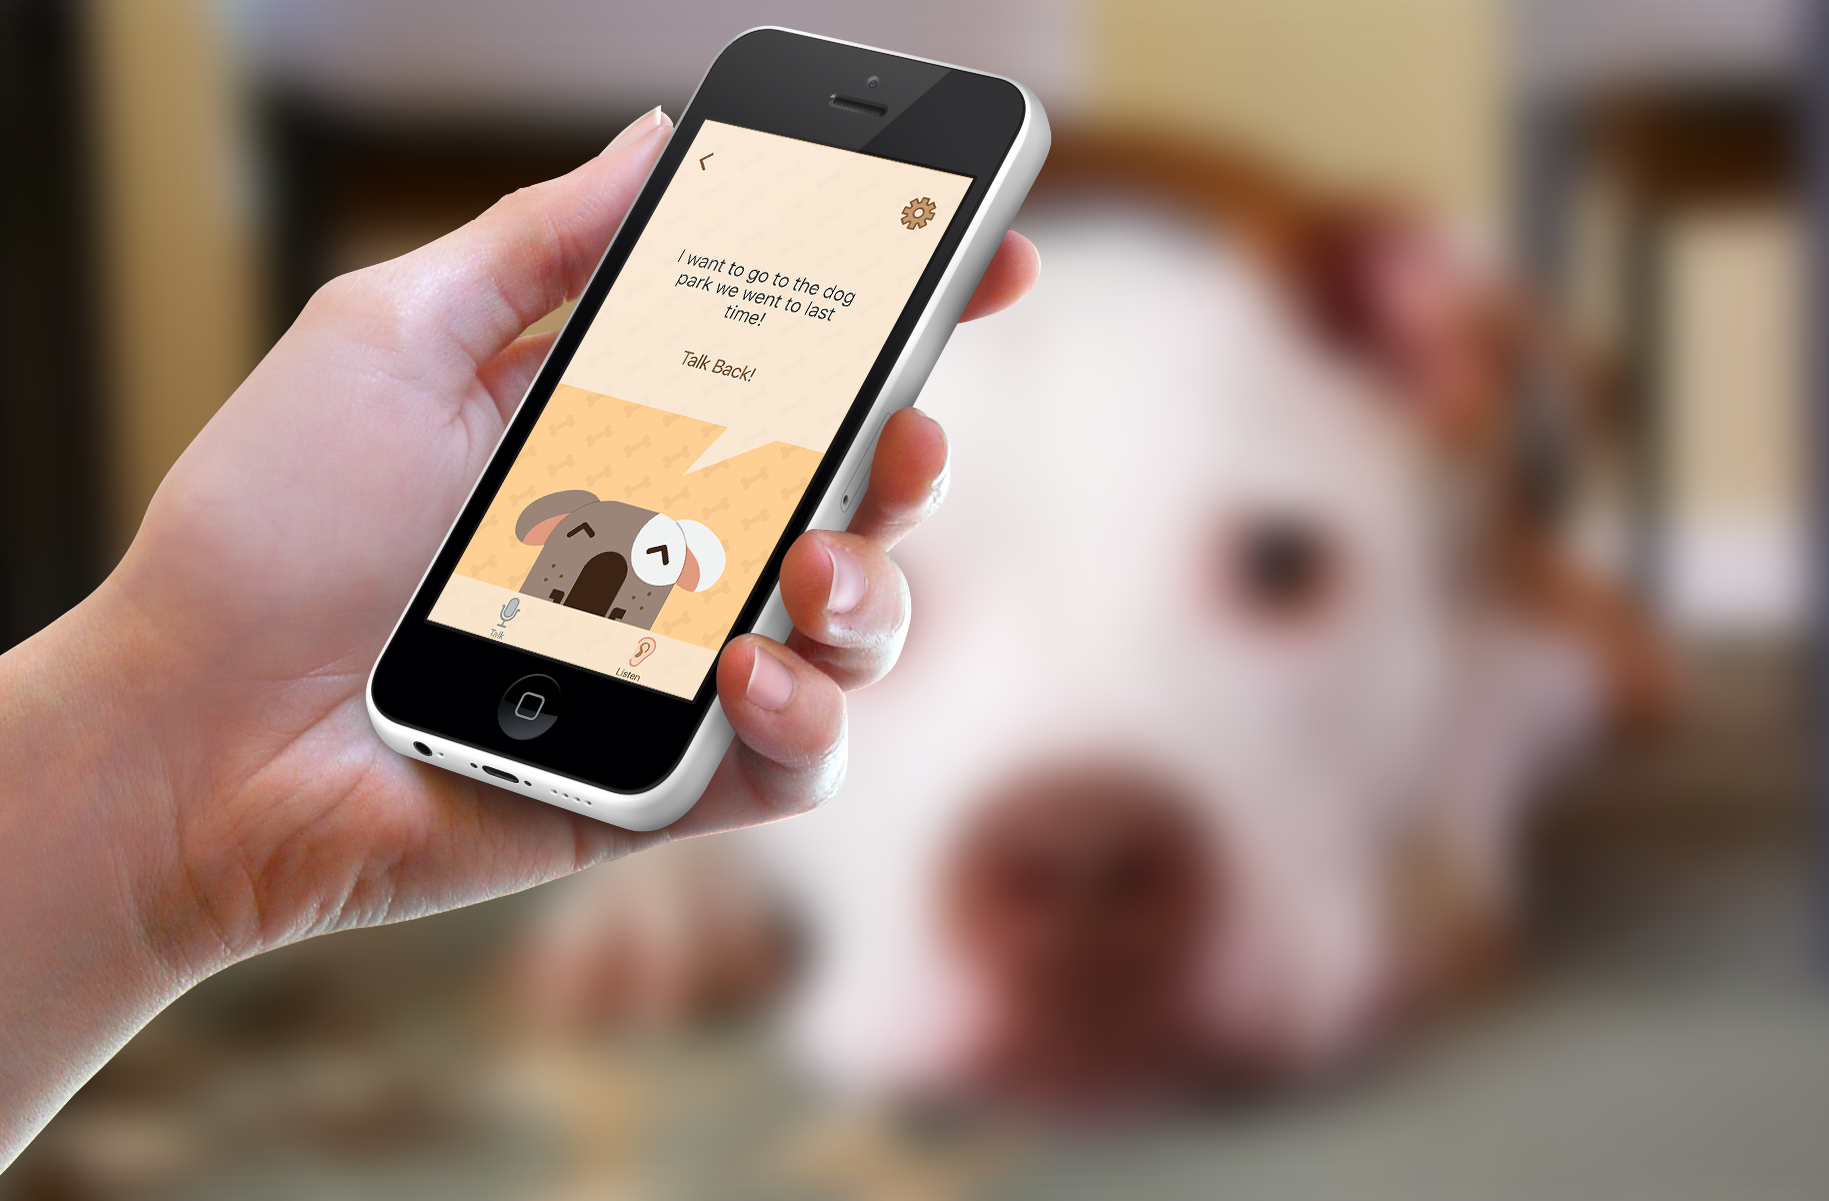 I want to go to the dog
park we went to last
time!
Talk Back!
Talk
Listen